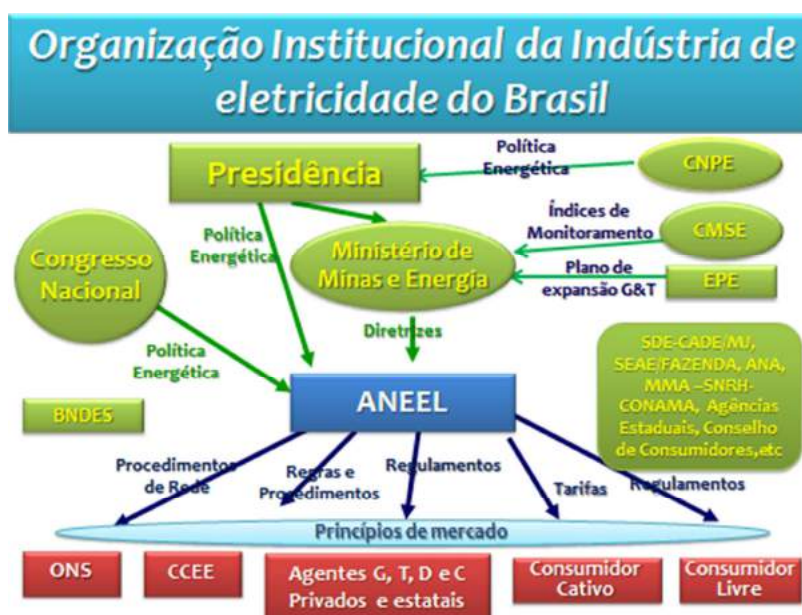 Organização Institucional da Indústria de
eletricidade do Brasil
Presidência
Política
Energética
CNPE
Índices de
Monitoramento
CMSE
Política
Energética
Ministério de
Minas e Energia
Congresso
Nacional
Plano de
expansão G&T
EPE
Diretrizes
Política
Energética
SDE-CADE/MJ,
SEAE/FAZENDA, ANA,
MMA –SNRH-
CONAMA, Agências
Estaduais, Conselho
de Consumidores,etc
ANEEL
BNDES
Procedimentos
de Rede
Regras e
Procedimentos
Regulamentos
Tarifas
Regulamentos
Princípios de mercado
ONS
CCEE
Agentes G, T, D e C
Privados e estatais
Consumidor
Cativo
Consumidor
Livre